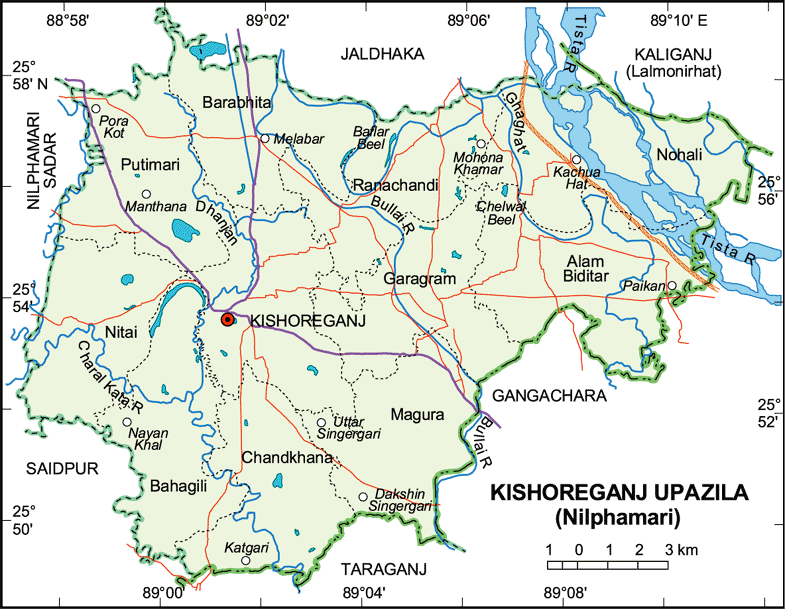 88°58'
89°02'
89°06'
89°10' E
JALDHAKA
KALIGANJ
(Lalmonirhat)
Tista R
25°
58' N
NILPHAMARI
SADAR
Barabhita
Pora
Kot
Melabar
Ballar
Beel
Ghaghat
Mohona
Khamar
Kachua
Hat
Nohali
Putimari
Manthana
Dhanjan
Ranachandi
Bullai R
Chelwal
Beel
25°
56'
Tista R
Alam
Biditar
Garagram
Paikan
25°
54'
KISHOREGANJ
Nitai
Charal Kata R
GANGACHARA
Magura
Uttar
Singergari
Bullai R
25°
52'
Nayan
Khal
SAIDPUR
Chandkhana
Bahagili
Dakshin
Singergari
KISHOREGANJ UPAZILA
(Nilphamari)
25°
50'
Katgari
TARAGANJ
1 0 1 2 3 km
89°00'
89°04'
89°08'